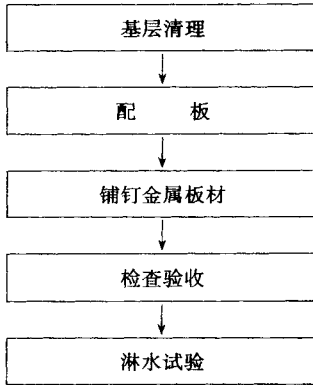 基层清理
配 板
铺钉金属板材
检查验收
淋水试验